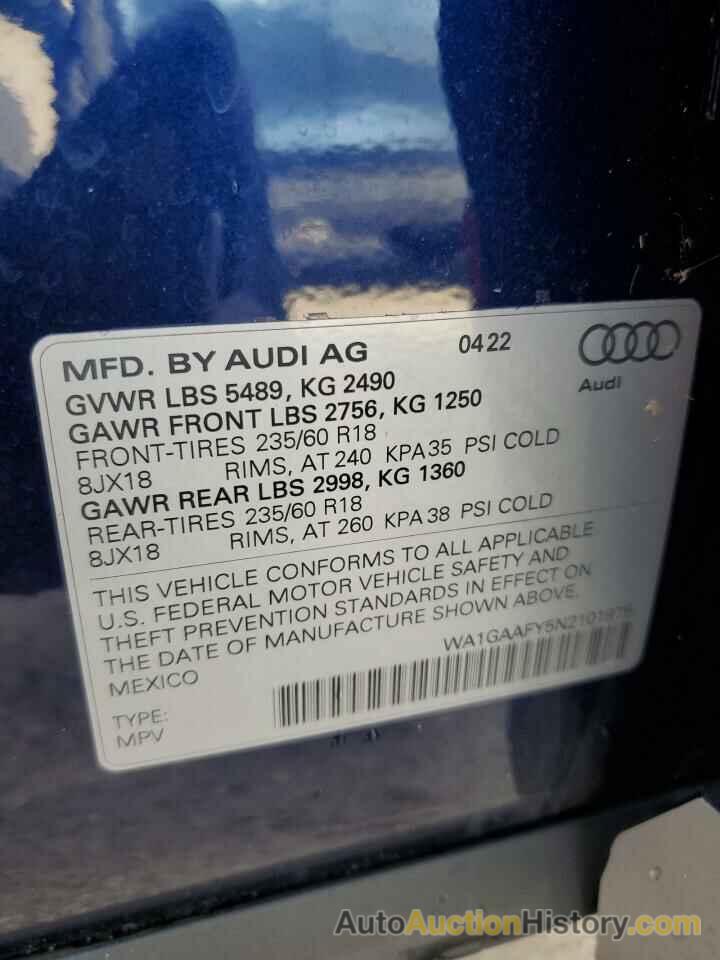 MFD. BY AUDI AG 0422
Audi
GVWR LBS 5489, KG 2490
GAWR FRONT LBS 2756, KG 1250
FRONT-TIRES 235/60 R18
8JX18 RIMS, AT 240 KPA 35 PSI COLD
GAWR REAR LBS 2998, KG 1360
REAR-TIRES 235/60 R18
8JX18 RIMS, AT 260 KPA 38 PSI COLD
THIS VEHICLE CONFORMS TO ALL APPLICABLE
U.S. FEDERAL MOTOR VEHICLE SAFETY AND
THEFT PREVENTION STANDARDS IN EFFECT ON
THE DATE OF MANUFACTURE SHOWN ABOVE.
MEXICO
TYPE:
MPV
AutoAuctionHistory.com